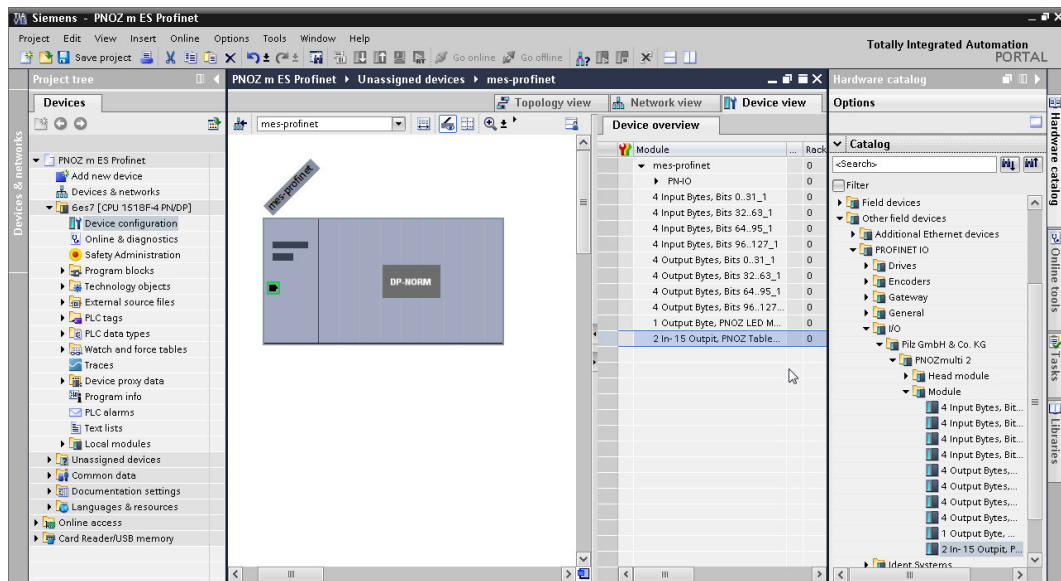 Siemens - PNOZ m ES Profinet
Project Edit View Insert Online Options Tools Window Help
Totally Integrated Automation
PORTAL
Save project
Go online
Go offline
Project tree
PNOZ m ES Profinet
Unassigned devices
mes-profinet
Hardware catalog
Devices
Topology view
Network view
Device view
Options
mes-profinet
Device overview
Catalog
Devices & networks
PNOZ m ES Profinet
Add new device
Devices & networks
6es7 [CPU 1518F-4 PN/DP]
Device configuration
Online & diagnostics
Safety Administration
Program blocks
Technology objects
External source files
PLC tags
PLC data types
Watch and force tables
Traces
Device proxy data
Program info
PLC alarms
Text lists
Local modules
Unassigned devices
Common data
Documentation settings
Languages & resources
Online access
Card Reader/USB memory
mes-profinet
DP-NORM
Module ... Rack
mes-profinet 0
PN-IO 0
4 Input Bytes, Bits 0..31_1 0
4 Input Bytes, Bits 32..63_1 0
4 Input Bytes, Bits 64..95_1 0
4 Input Bytes, Bits 96..127_1 0
4 Output Bytes, Bits 0..31_1 0
4 Output Bytes, Bits 32..63_1 0
4 Output Bytes, Bits 64..95_1 0
4 Output Bytes, Bits 96..127... 0
1 Output Byte, PNOZ LED M... 0
2 In- 15 Outpit, PNOZ Table... 0
<Search>
Filter
Field devices
Other field devices
Additional Ethernet devices
PROFINET IO
Drives
Encoders
Gateway
General
I/O
Pilz GmbH & Co. KG
PNOZmulti 2
Head module
Module
4 Input Bytes, Bit...
4 Input Bytes, Bit...
4 Input Bytes, Bit...
4 Input Bytes, Bit...
4 Output Bytes,...
4 Output Bytes,...
4 Output Bytes,...
4 Output Bytes,...
1 Output Byte, ...
2 In- 15 Outpit, P...
Ident Systems
Hardware catalog
Online tools
Tasks
Libraries